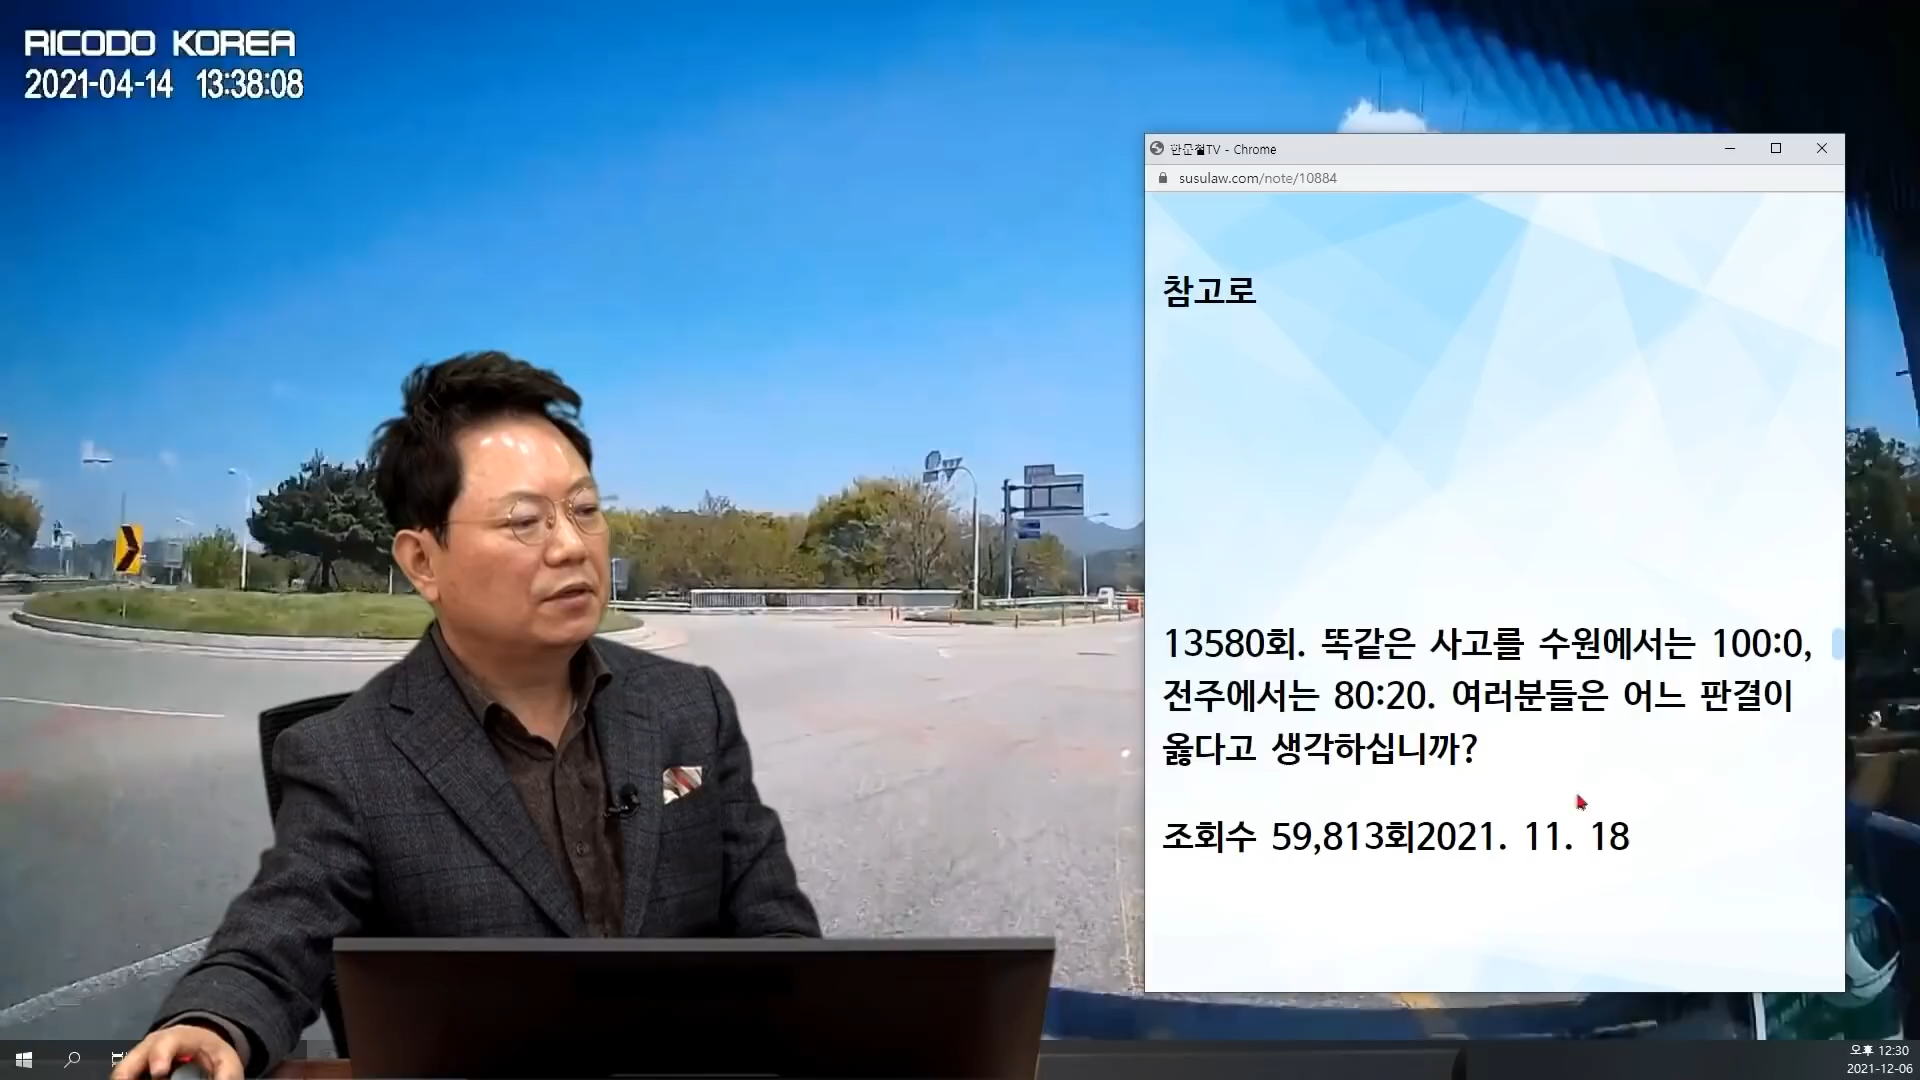 RICODO KOREA
2021-04-14 13:38:08
한문철TV - Chrome
susulaw.com/note/10884
참고로
13580회. 똑같은 사고를 수원에서는 100:0,
전주에서는 80:20. 여러분들은 어느 판결이
옳다고 생각하십니까?
조회수 59,813회2021. 11. 18
오후 12:30
2021-12-06